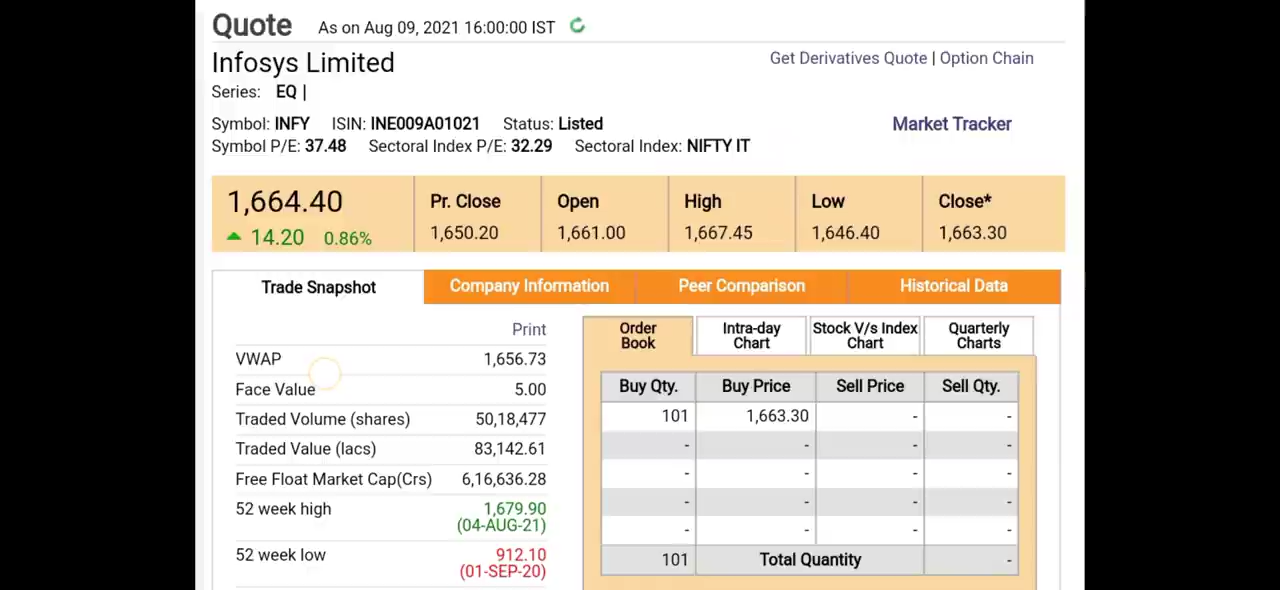 Quote As on Aug 09, 2021 16:00:00 IST
Infosys Limited Get Derivatives Quote | Option Chain
Series: EQ |
Symbol: INFY ISIN: INE009A01021 Status: Listed Market Tracker
Symbol P/E: 37.48 Sectoral Index P/E: 32.29 Sectoral Index: NIFTY IT
1,664.40 Pr. Close Open High Low Close*
14.20 0.86% 1,650.20 1,661.00 1,667.45 1,646.40 1,663.30
Trade Snapshot Company Information Peer Comparison Historical Data
Print
VWAP 1,656.73
Face Value 5.00
Traded Volume (shares) 50,18,477
Traded Value (lacs) 83,142.61
Free Float Market Cap(Crs) 6,16,636.28
52 week high 1,679.90
(04-AUG-21)
52 week low 912.10
(01-SEP-20)
Order Intra-day Stock V/s Index Quarterly
Book Chart Chart Charts
Buy Qty. Buy Price Sell Price Sell Qty.
101 1,663.30 - -
- - - -
- - - -
- - - -
- - - -
101 Total Quantity -